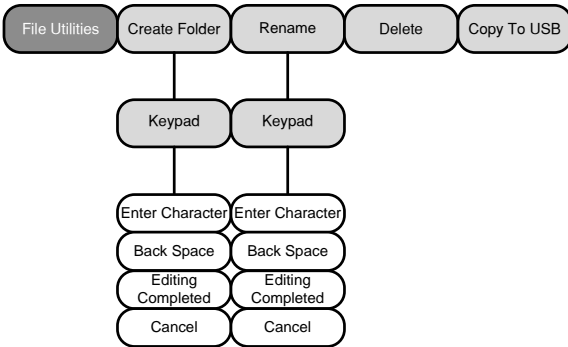 File Utilities
Create Folder
Rename
Delete
Copy To USB
Keypad
Keypad
Enter Character
Enter Character
Back Space
Back Space
Editing
Completed
Editing
Completed
Cancel
Cancel